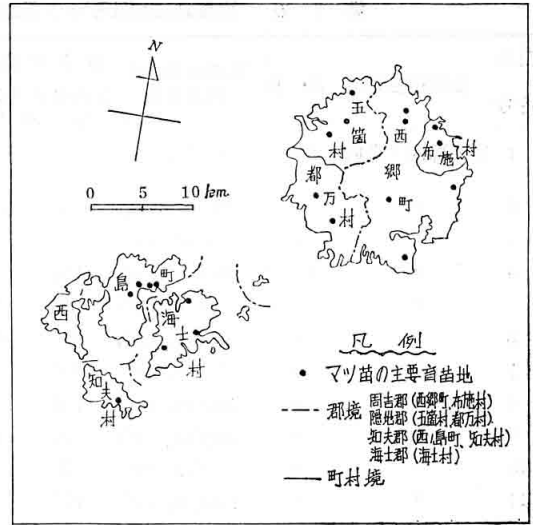 N
0 5 10 km
五箇村
西郷町
布施村
都万村
西島町
海士村
知夫村
凡例
マツ苗の主要育苗地
郡境
周吉郡(西郷町、布施村)
隠地郡(五箇村、都万村)
知夫郡(西ノ島町、知夫村)
海士郡(海士村)
町村境